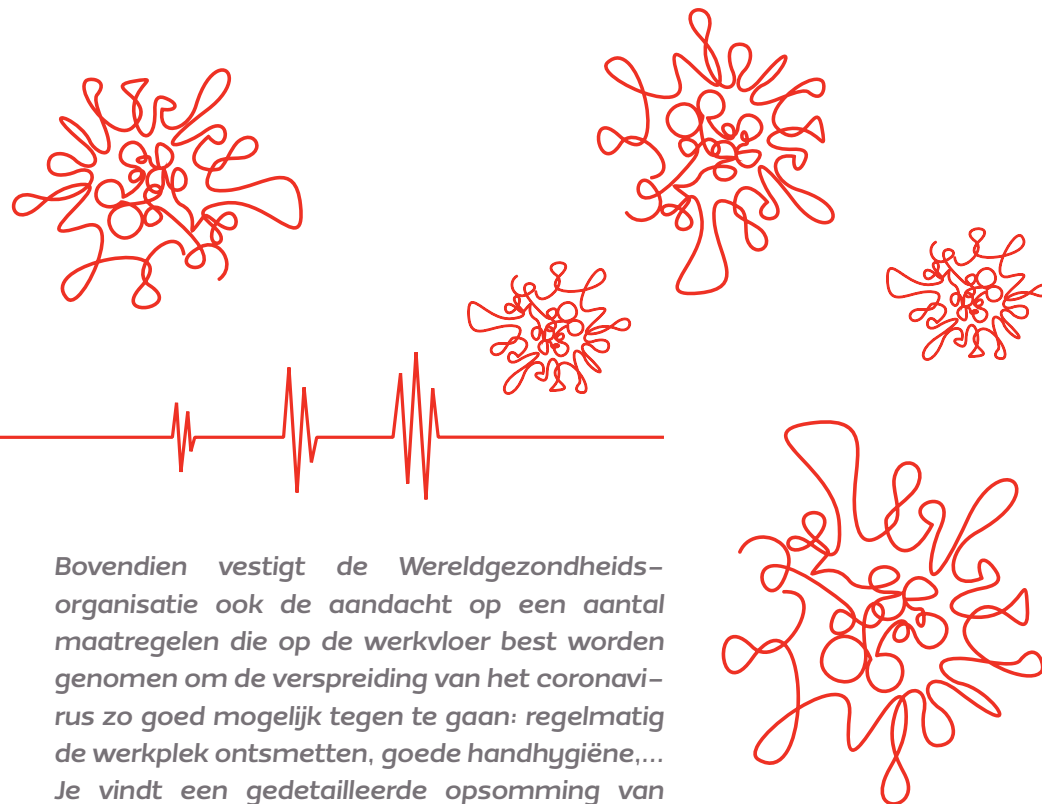 Bovendien vestigt de Wereldgezondheids-
organisatie ook de aandacht op een aantal
maatregelen die op de werkvloer best worden
genomen om de verspreiding van het coronavi-
rus zo goed mogelijk tegen te gaan: regelmatig
de werkplek ontsmetten, goede handhygiëne,...
Je vindt een gedetailleerde opsomming van